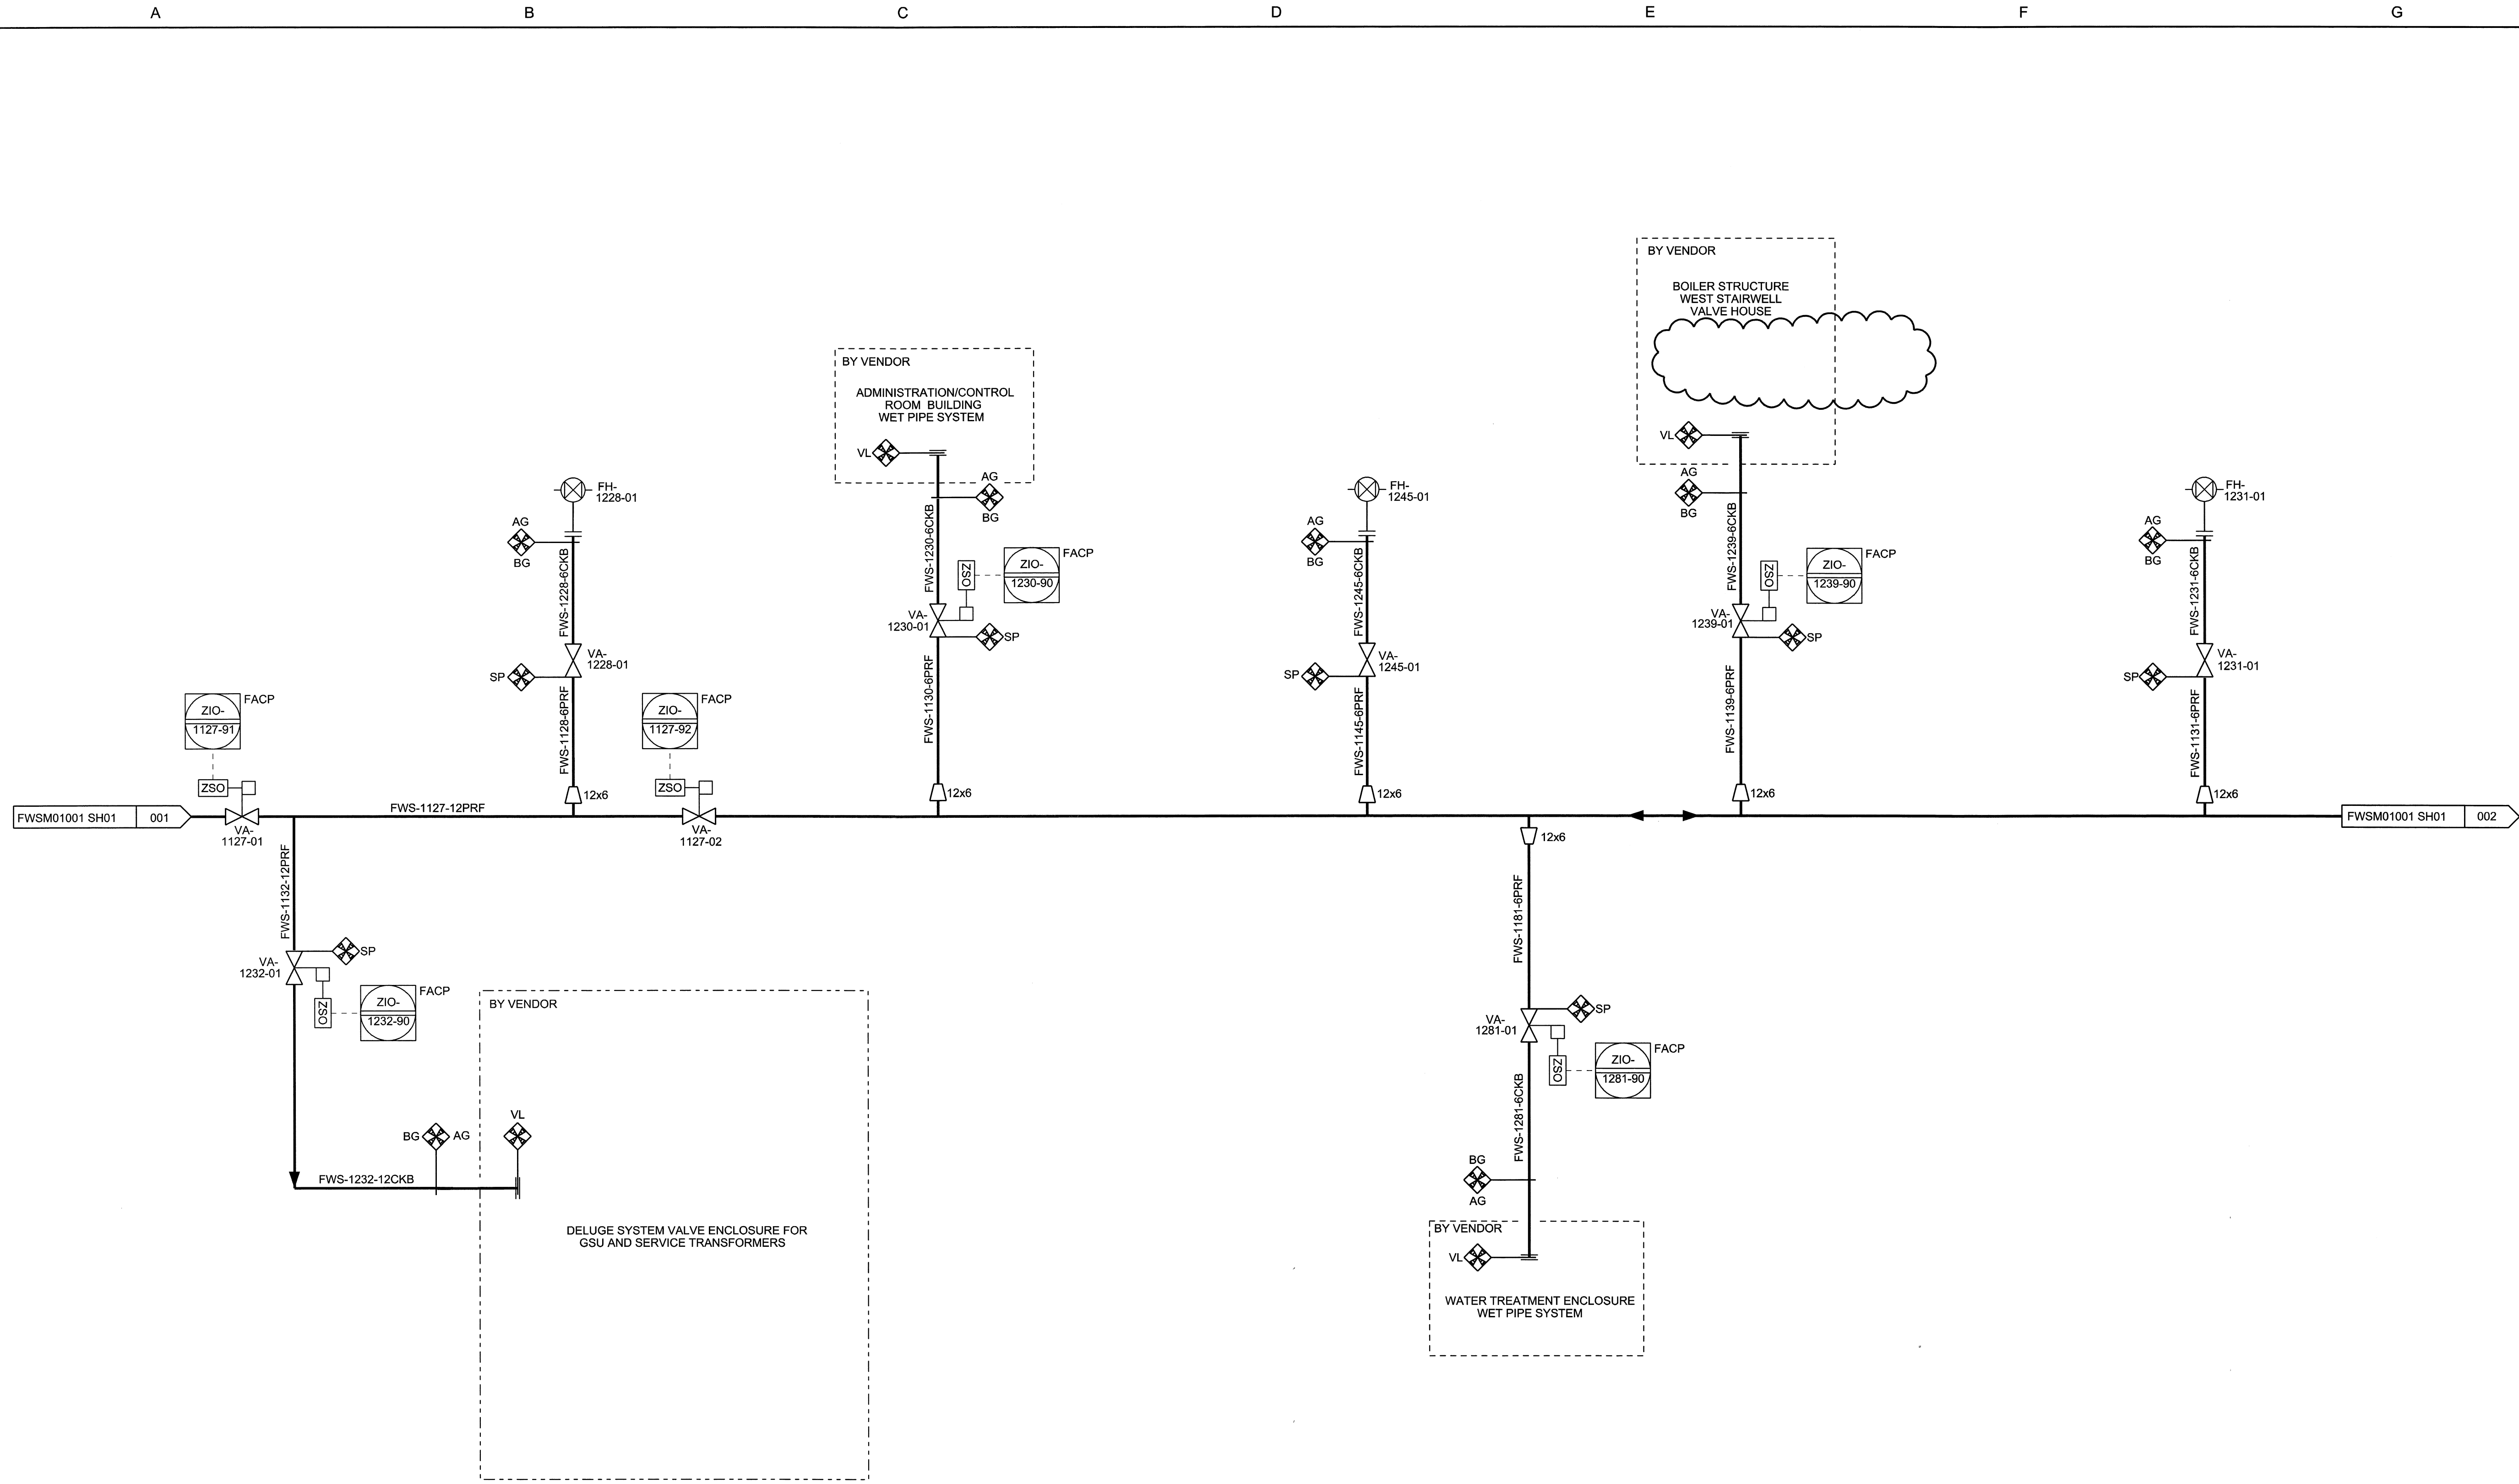 A B C D E F G
BY VENDOR
BOILER STRUCTURE
WEST STAIRWELL
VALVE HOUSE
VL
AG
BG
FWS-1239-6CKB
ZSO
ZIO-
1239-90
FACP
VA-
1239-01
SP
FWS-1139-6PRF
12x6
BY VENDOR
ADMINISTRATION/CONTROL
ROOM BUILDING
WET PIPE SYSTEM
VL
AG
BG
FWS-1230-6CKB
ZSO
ZIO-
1230-90
FACP
VA-
1230-01
SP
FWS-1130-6PRF
12x6
FH-
1228-01
AG
BG
FWS-1228-6CKB
VA-
1228-01
SP
FWS-1128-6PRF
12x6
FH-
1245-01
AG
BG
FWS-1245-6CKB
VA-
1245-01
SP
FWS-1145-6PRF
12x6
FH-
1231-01
AG
BG
FWS-1231-6CKB
VA-
1231-01
SP
FWS-1131-6PRF
12x6
ZIO-
1127-91
FACP
ZSO
ZIO-
1127-92
FACP
ZSO
FWSM01001 SH01 001
VA-
1127-01
FWS-1127-12PRF
VA-
1127-02
FWSM01001 SH01 002
FWS-1132-12PRF
SP
VA-
1232-01
ZSO
ZIO-
1232-90
FACP
BG
AG
VL
FWS-1232-12CKB
BY VENDOR
DELUGE SYSTEM VALVE ENCLOSURE FOR
GSU AND SERVICE TRANSFORMERS
12x6
FWS-1181-6PRF
SP
VA-
1281-01
ZSO
ZIO-
1281-90
FACP
FWS-1281-6CKB
BG
AG
BY VENDOR
VL
WATER TREATMENT ENCLOSURE
WET PIPE SYSTEM